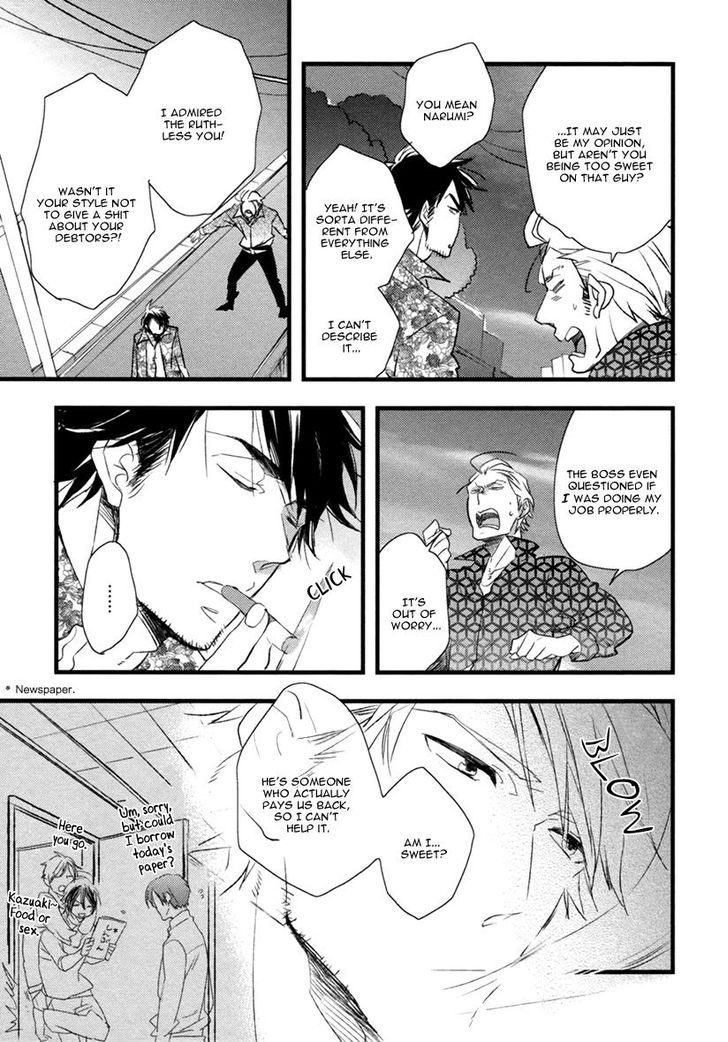 ...IT MAY JUST
BE MY OPINION,
BUT AREN'T YOU
BEING TOO SWEET
ON THAT GUY?
YOU MEAN
NARUMI?
YEAH! IT'S
SORTA DIFFE-
RENT FROM
EVERYTHING
ELSE.
I CAN'T
DESCRIBE
IT...
I ADMIRED
THE RUTH-
LESS YOU!
WASN'T IT
YOUR STYLE NOT
TO GIVE A SHIT
ABOUT YOUR
DEBTORS?!
THE BOSS EVEN
QUESTIONED IF
I WAS DOING MY
JOB PROPERLY.
IT'S
OUT OF
WORRY...
CLICK
........
* Newspaper.
BLOW
AM I...
SWEET?
HE'S SOMEONE
WHO ACTUALLY
PAYS US BACK,
SO I CAN'T
HELP IT.
Um, sorry,
but could
I borrow
today's
paper?
Here
you go.
Kazuaki~
Food or
sex.
*
しんぶん